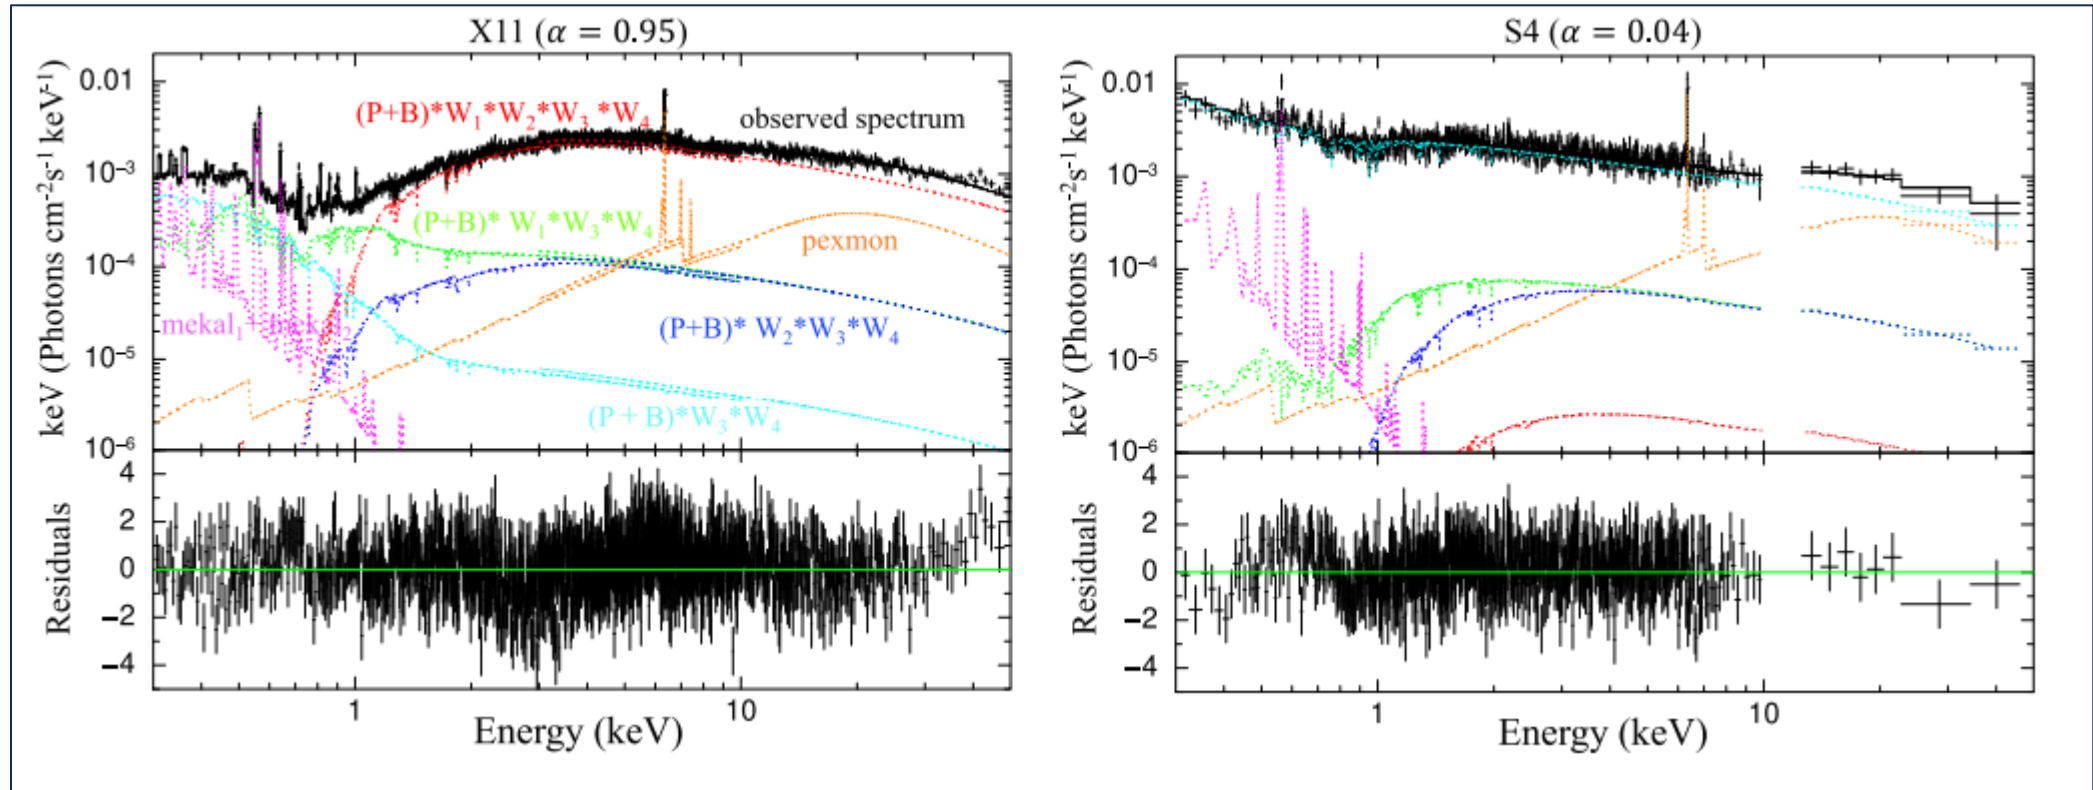 X11 (α = 0.95)
keV (Photons cm⁻²s⁻¹ keV⁻¹)
0.01
10⁻³
10⁻⁴
10⁻⁵
10⁻⁶
(P+B)*W₁*W₂*W₃ *W₄
observed spectrum
(P+B)* W₁*W₃*W₄
pexmon
mekal₁+ mekal₂
(P+B)* W₂*W₃*W₄
(P + B)*W₃*W₄
Residuals
4
2
0
−2
−4
1
10
Energy (keV)
S4 (α = 0.04)
keV (Photons cm⁻²s⁻¹ keV⁻¹)
0.01
10⁻³
10⁻⁴
10⁻⁵
10⁻⁶
Residuals
4
2
0
−2
−4
1
10
Energy (keV)